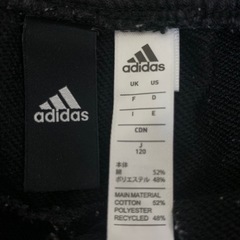 adidas
adidas
UK US
F D
I E
CDN
J
120
本体
綿 52%
ポリエステル 48%
MAIN MATERIAL
COTTON 52%
POLYESTER
RECYCLED 48%